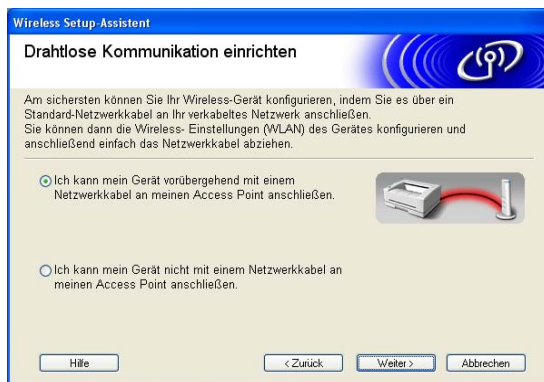 Wireless Setup-Assistent
Drahtlose Kommunikation einrichten
Am sichersten können Sie Ihr Wireless-Gerät konfigurieren, indem Sie es über ein
Standard-Netzwerkkabel an Ihr verkabeltes Netzwerk anschließen.
Sie können dann die Wireless- Einstellungen (WLAN) des Gerätes konfigurieren und
anschließend einfach das Netzwerkkabel abziehen.
Ich kann mein Gerät vorübergehend mit einem
Netzwerkkabel an meinen Access Point anschließen.
Ich kann mein Gerät nicht mit einem Netzwerkkabel an
meinen Access Point anschließen.
Hilfe
< Zurück
Weiter >
Abbrechen